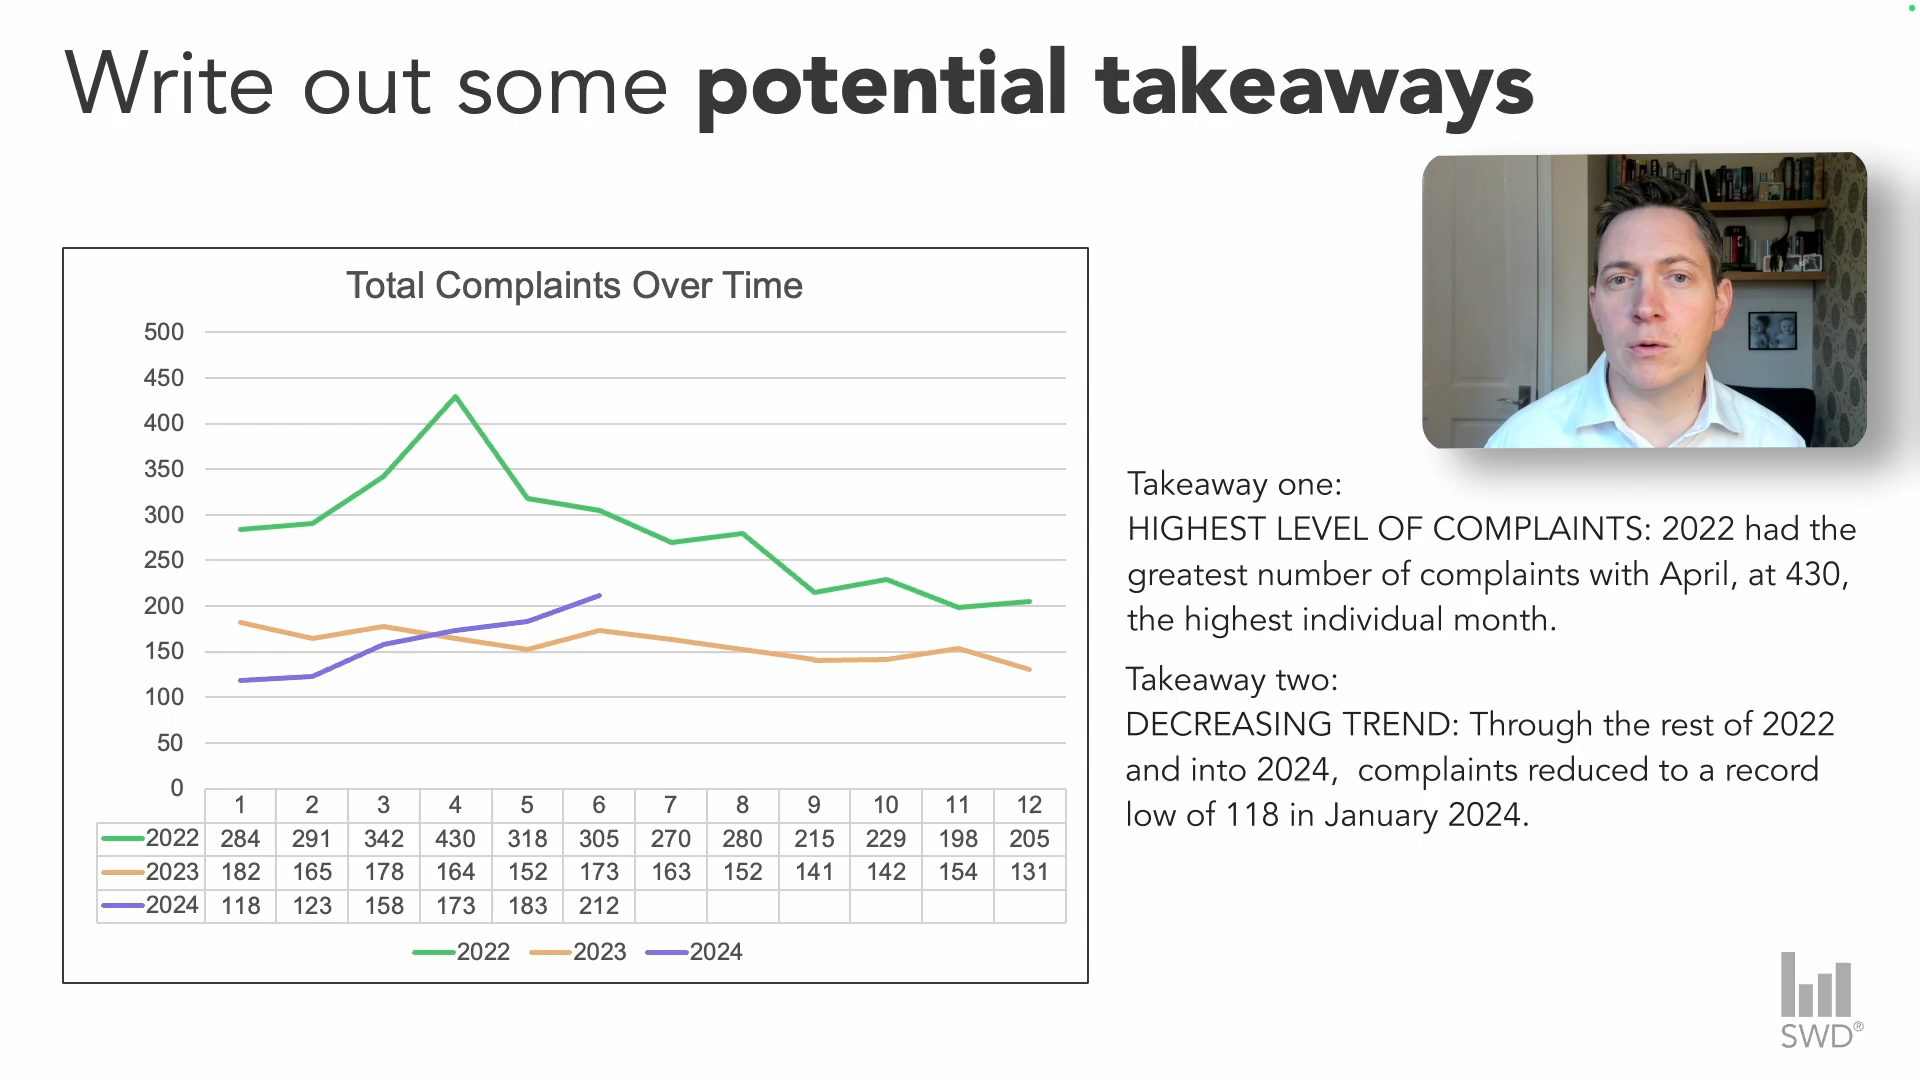 Write out some potential takeaways
Total Complaints Over Time
500
450
400
350
300
250
200
150
100
50
0
1 2 3 4 5 6 7 8 9 10 11 12
2022 284 291 342 430 318 305 270 280 215 229 198 205
2023 182 165 178 164 152 173 163 152 141 142 154 131
2024 118 123 158 173 183 212
2022 2023 2024
Takeaway one:
HIGHEST LEVEL OF COMPLAINTS: 2022 had the
greatest number of complaints with April, at 430,
the highest individual month.
Takeaway two:
DECREASING TREND: Through the rest of 2022
and into 2024,  complaints reduced to a record
low of 118 in January 2024.
SWD®